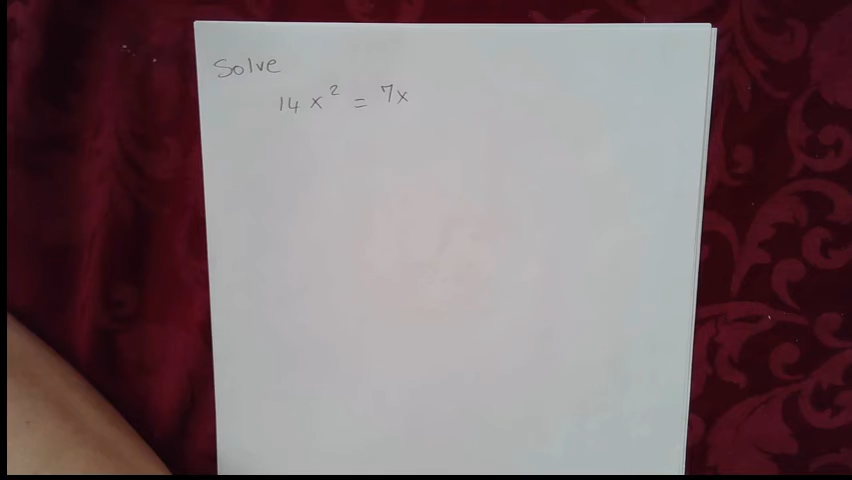 Solve
14x² = 7x